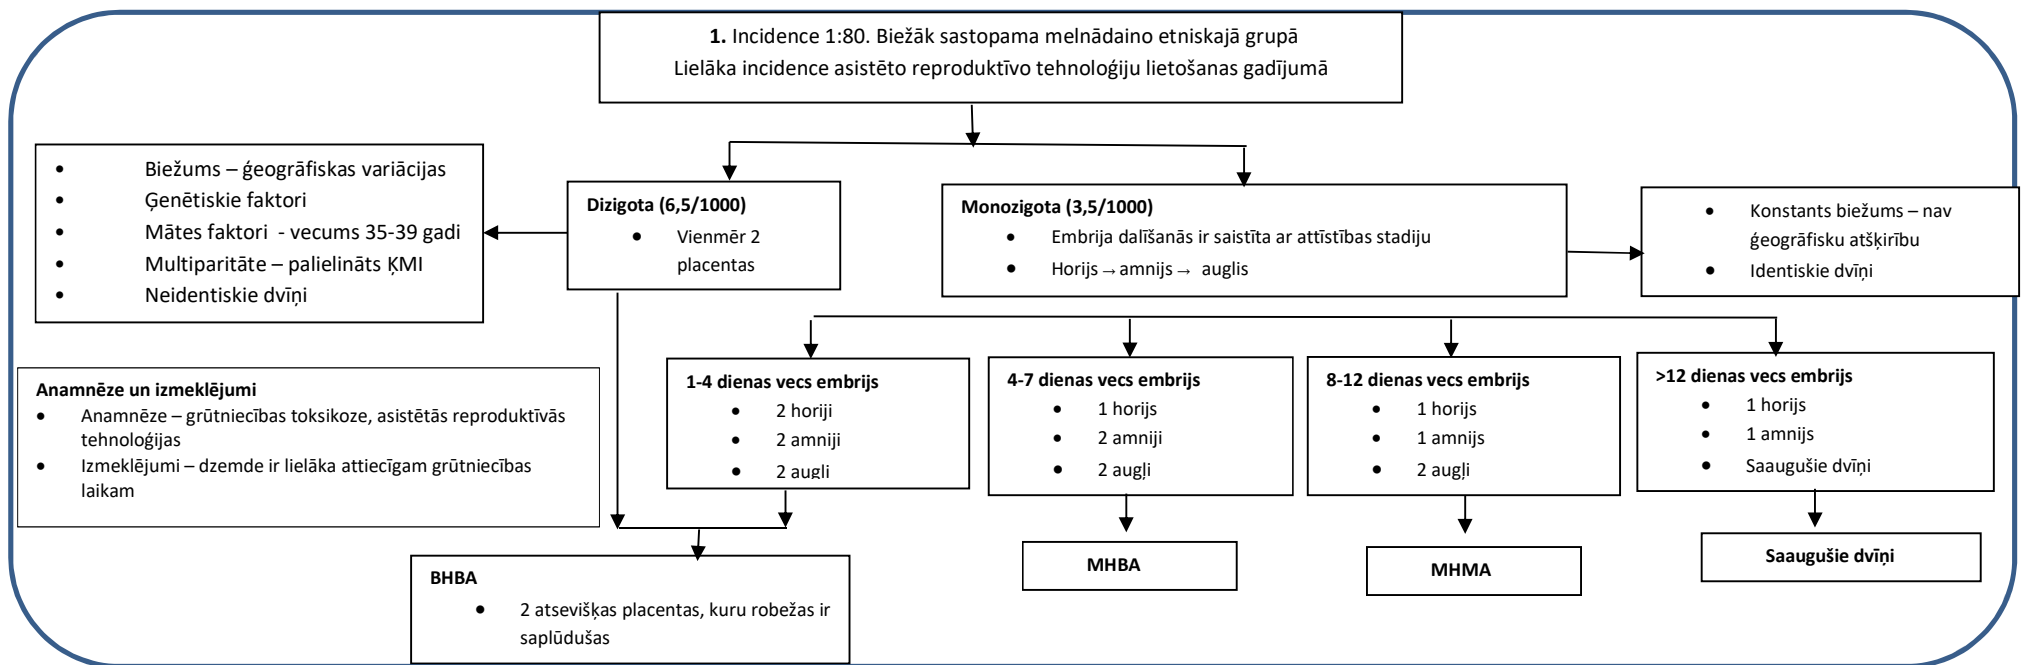 1. Incidence 1:80. Biežāk sastopama melnādaino etniskajā grupā
Lielāka incidence asistēto reproduktīvo tehnoloģiju lietošanas gadījumā
• Biežums – ģeogrāfiskas variācijas
• Ģenētiskie faktori
• Mātes faktori - vecums 35-39 gadi
• Multiparitāte – palielināts ĶMI
• Neidentiskie dvīņi
Dizigota (6,5/1000)
• Vienmēr 2
placentas
Monozigota (3,5/1000)
• Embrija dalīšanās ir saistīta ar attīstības stadiju
• Horijs→amnijs→ auglis
• Konstants biežums – nav
ģeogrāfisku atšķirību
• Identiskie dvīņi
Anamnēze un izmeklējumi
• Anamnēze – grūtniecības toksikoze, asistētās reproduktīvās
tehnoloģijas
• Izmeklējumi – dzemde ir lielāka attiecīgam grūtniecības
laikam
1-4 dienas vecs embrijs
• 2 horiji
• 2 amniji
• 2 augļi
4-7 dienas vecs embrijs
• 1 horijs
• 2 amniji
• 2 augļi
8-12 dienas vecs embrijs
• 1 horijs
• 1 amnijs
• 2 augļi
>12 dienas vecs embrijs
• 1 horijs
• 1 amnijs
• Saaugušie dvīņi
BHBA
• 2 atsevišķas placentas, kuru robežas ir
saplūdušas
MHBA
MHMA
Saaugušie dvīņi